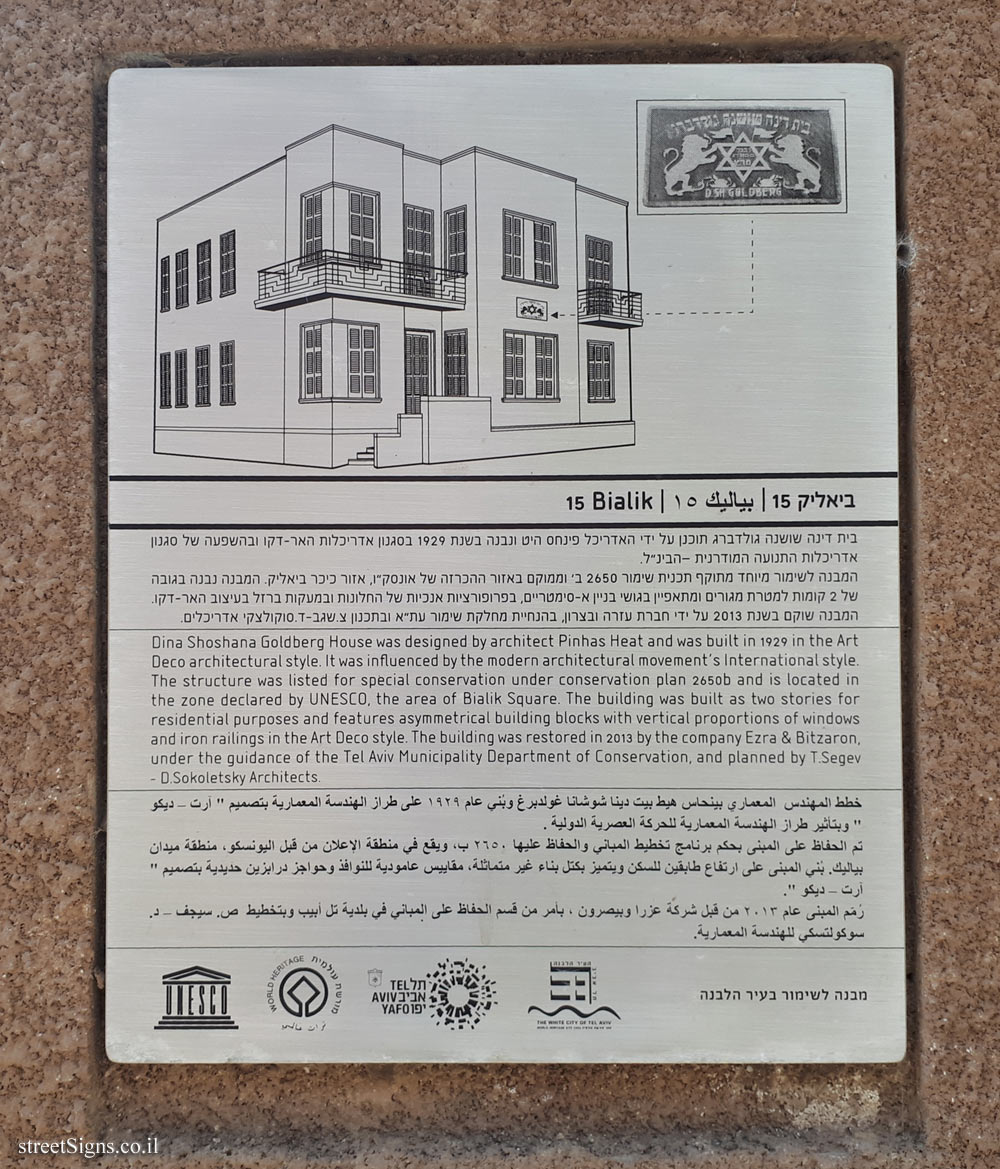 בית דינה שושנה גולדברג
D.SH GOLDBERG
ביאליק 15 | بياليك ١٥ | Bialik 15
בית דינה שושנה גולדברג תוכנן על ידי האדריכל פינחס היט ונבנה בשנת 1929 בסגנון אדריכלות האר-דקו ובהשפעה של סגנון
אדריכלות התנועה המודרנית –הבינ"ל.
המבנה לשימור מיוחד מתוקף תכנית שימור 2650 ב' וממוקם באזור ההכרזה של אונסק"ו, אזור כיכר ביאליק. המבנה נבנה בגובה
של 2 קומות למטרת מגורים ומתאפיין בגושי בניין א-סימטריים, בפרופורציות אנכיות של החלונות ובמעקות ברזל בעיצוב האר-דקו.
המבנה שוקם בשנת 2013 על ידי חברת עזרה ובצרון, בהנחיית מחלקת שימור עת"א ובתכנון צ.שגב-ד.סוקולצקי אדריכלים.
Dina Shoshana Goldberg House was designed by architect Pinhas Heat and was built in 1929 in the Art
Deco architectural style. It was influenced by the modern architectural movement's International style.
The structure was listed for special conservation under conservation plan 2650b and is located in
the zone declared by UNESCO, the area of Bialik Square. The building was built as two stories for
residential purposes and features asymmetrical building blocks with vertical proportions of windows
and iron railings in the Art Deco style. The building was restored in 2013 by the company Ezra & Bitzaron,
under the guidance of the Tel Aviv Municipality Department of Conservation, and planned by T.Segev
- D.Sokoletsky Architects.
خطط المهندس المعماري بينحاس هيط بيت دينا شوشانا غولدبرغ وبُني عام ١٩٢٩ على طراز الهندسة المعمارية بتصميم " آرت – ديكو
" وبتأثير طراز الهندسة المعمارية للحركة العصرية الدولية .
تم الحفاظ على المبنى بحكم برنامج تخطيط المباني والحفاظ عليها ٢٦٥٠ ب، ويقع في منطقة الإعلان من قبل اليونسكو، منطقة ميدان
بياليك. بُني المبنى على ارتفاع طابقين للسكن ويتميز بكتل بناء غير متماثلة، مقاييس عامودية للنوافذ وحواجز درابزين حديدية بتصميم "
آرت – ديكو ".
رُمّم المبنى عام ٢٠١٣ من قبل شركة عزرا وبيصرون ، بأمر من قسم الحفاظ على المباني في بلدية تل أبيب وبتخطيط ص. سيجف – د.
سوكولتسكي للهندسة المعمارية.
UNESCO
WORLD HERITAGE מורשת עולמית
TEL תל
AVIV אביב
YAFO יפו
העיר הלבנה
THE WHITE CITY OF TEL AVIV
מבנה לשימור בעיר הלבנה
streetSigns.co.il